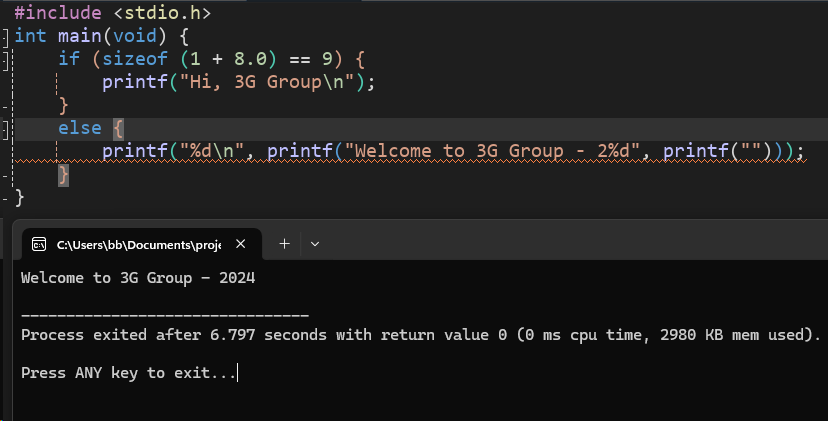 #include <stdio.h>
int main(void) {
    if (sizeof (1 + 8.0) == 9) {
        printf("Hi, 3G Group\n");
    }
    else {
        printf("%d\n", printf("Welcome to 3G Group - 2%d", printf("")));
    }
}
C:\Users\bb\Documents\proje
Welcome to 3G Group - 2024
--------------------------------
Process exited after 6.797 seconds with return value 0 (0 ms cpu time, 2980 KB mem used).
Press ANY key to exit...